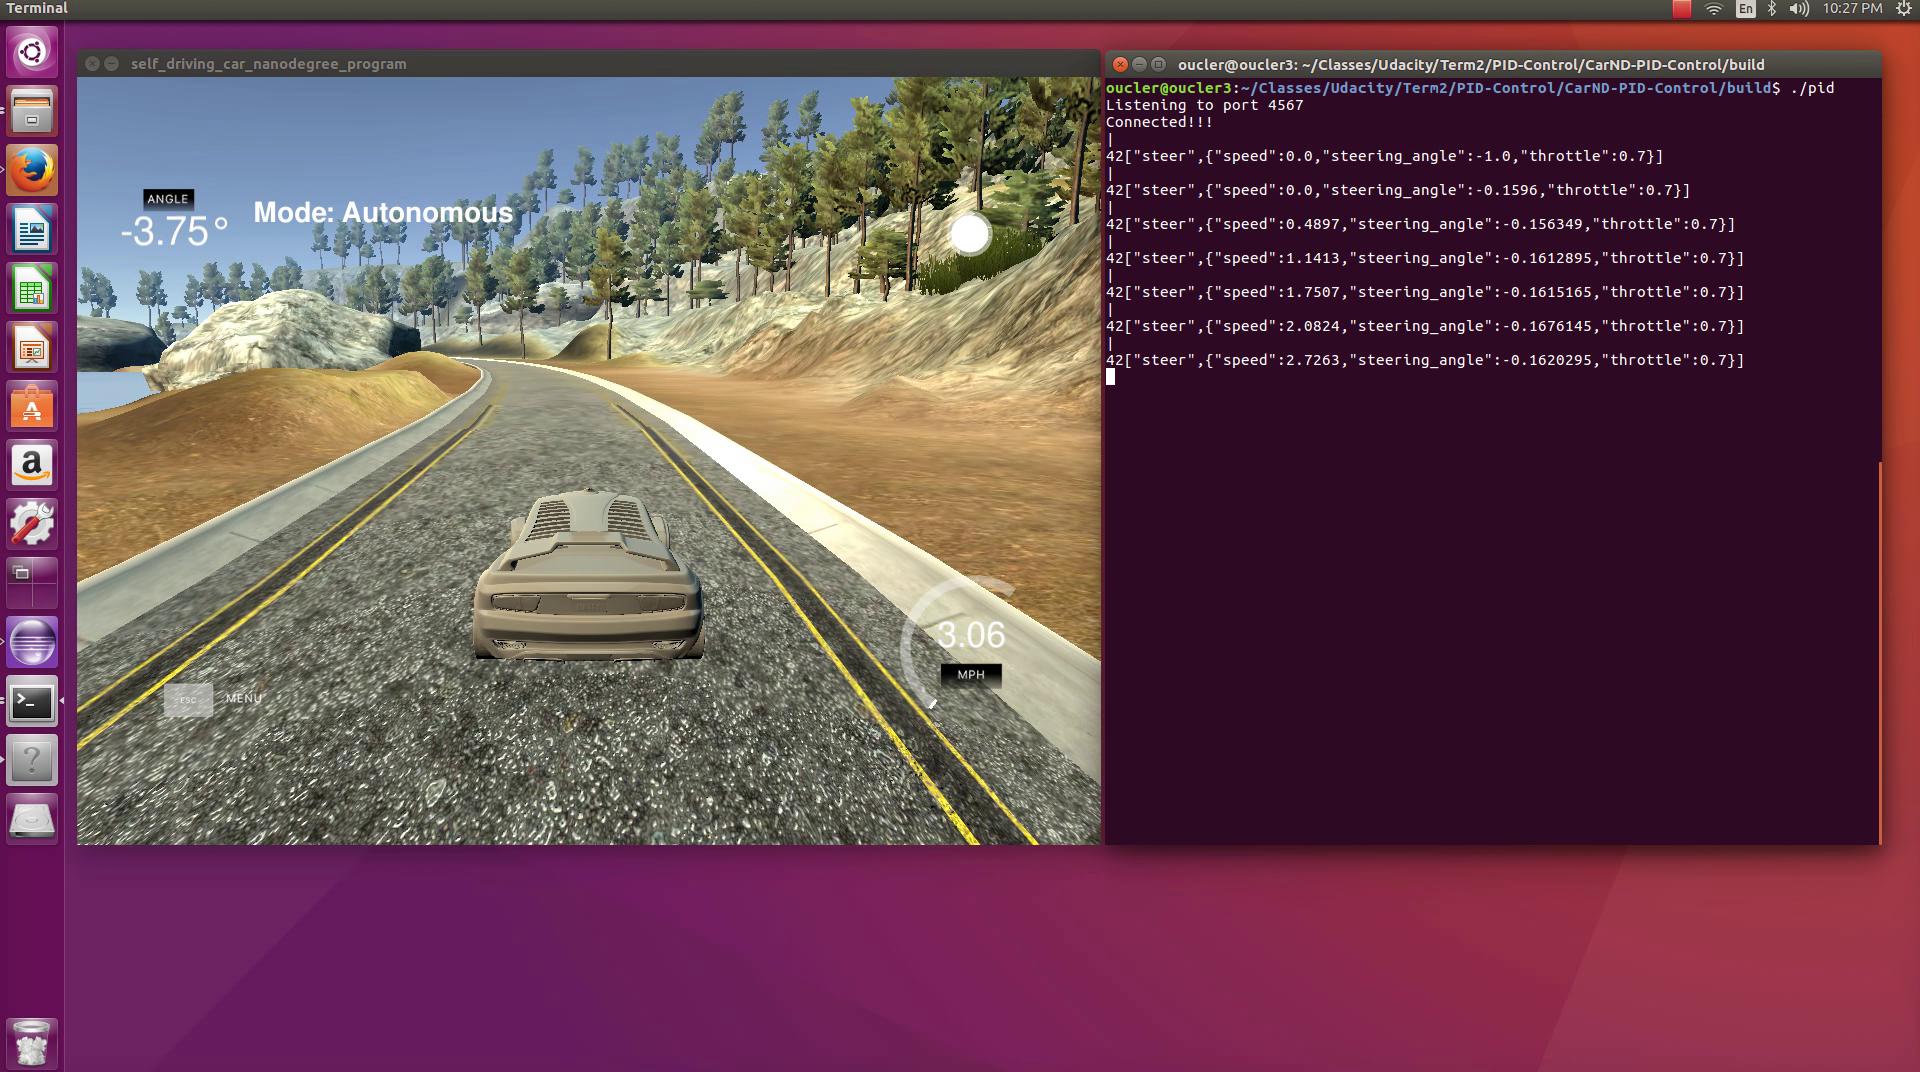 Terminal
En
10:27 PM
self_driving_car_nanodegree_program
ANGLE
-3.75°
Mode: Autonomous
3.06
MPH
ESC
MENU
oucler@oucler3: ~/Classes/Udacity/Term2/PID-Control/CarND-PID-Control/build
oucler@oucler3:~/Classes/Udacity/Term2/PID-Control/CarND-PID-Control/build$ ./pid
Listening to port 4567
Connected!!!
|
42["steer",{"speed":0.0,"steering_angle":-1.0,"throttle":0.7}]
|
42["steer",{"speed":0.0,"steering_angle":-0.1596,"throttle":0.7}]
|
42["steer",{"speed":0.4897,"steering_angle":-0.156349,"throttle":0.7}]
|
42["steer",{"speed":1.1413,"steering_angle":-0.1612895,"throttle":0.7}]
|
42["steer",{"speed":1.7507,"steering_angle":-0.1615165,"throttle":0.7}]
|
42["steer",{"speed":2.0824,"steering_angle":-0.1676145,"throttle":0.7}]
|
42["steer",{"speed":2.7263,"steering_angle":-0.1620295,"throttle":0.7}]